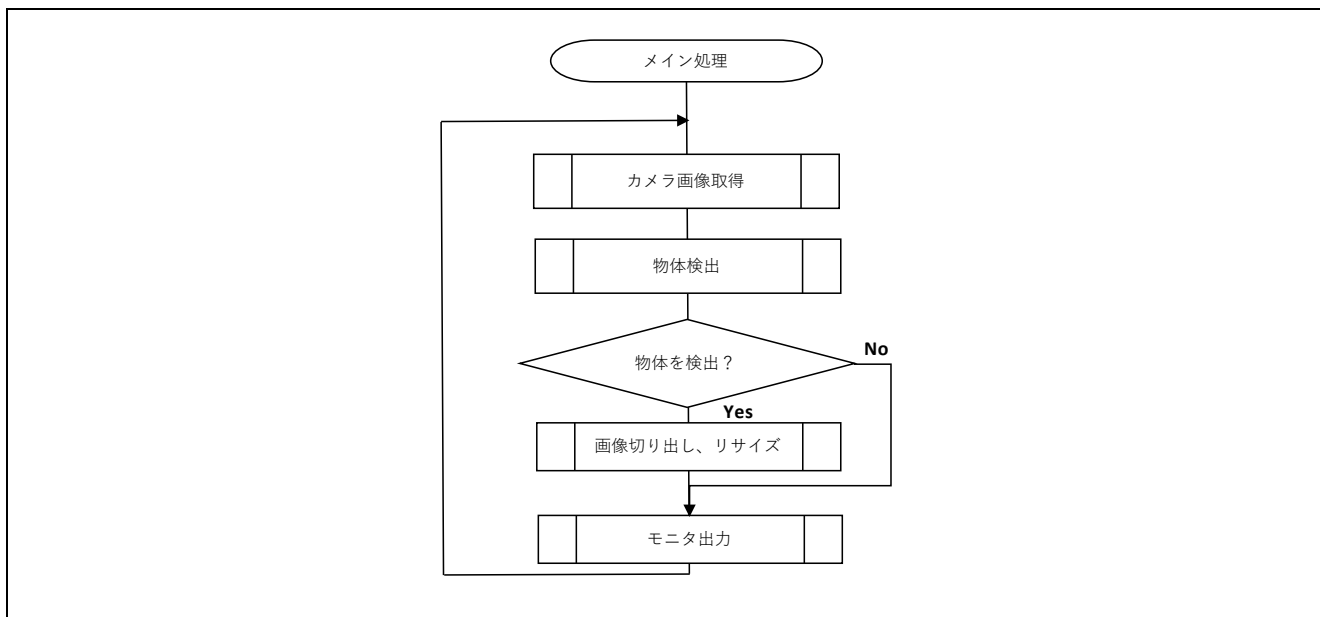 メイン処理
カメラ画像取得
物体検出
物体を検出？
No
Yes
画像切り出し、リサイズ
モニタ出力